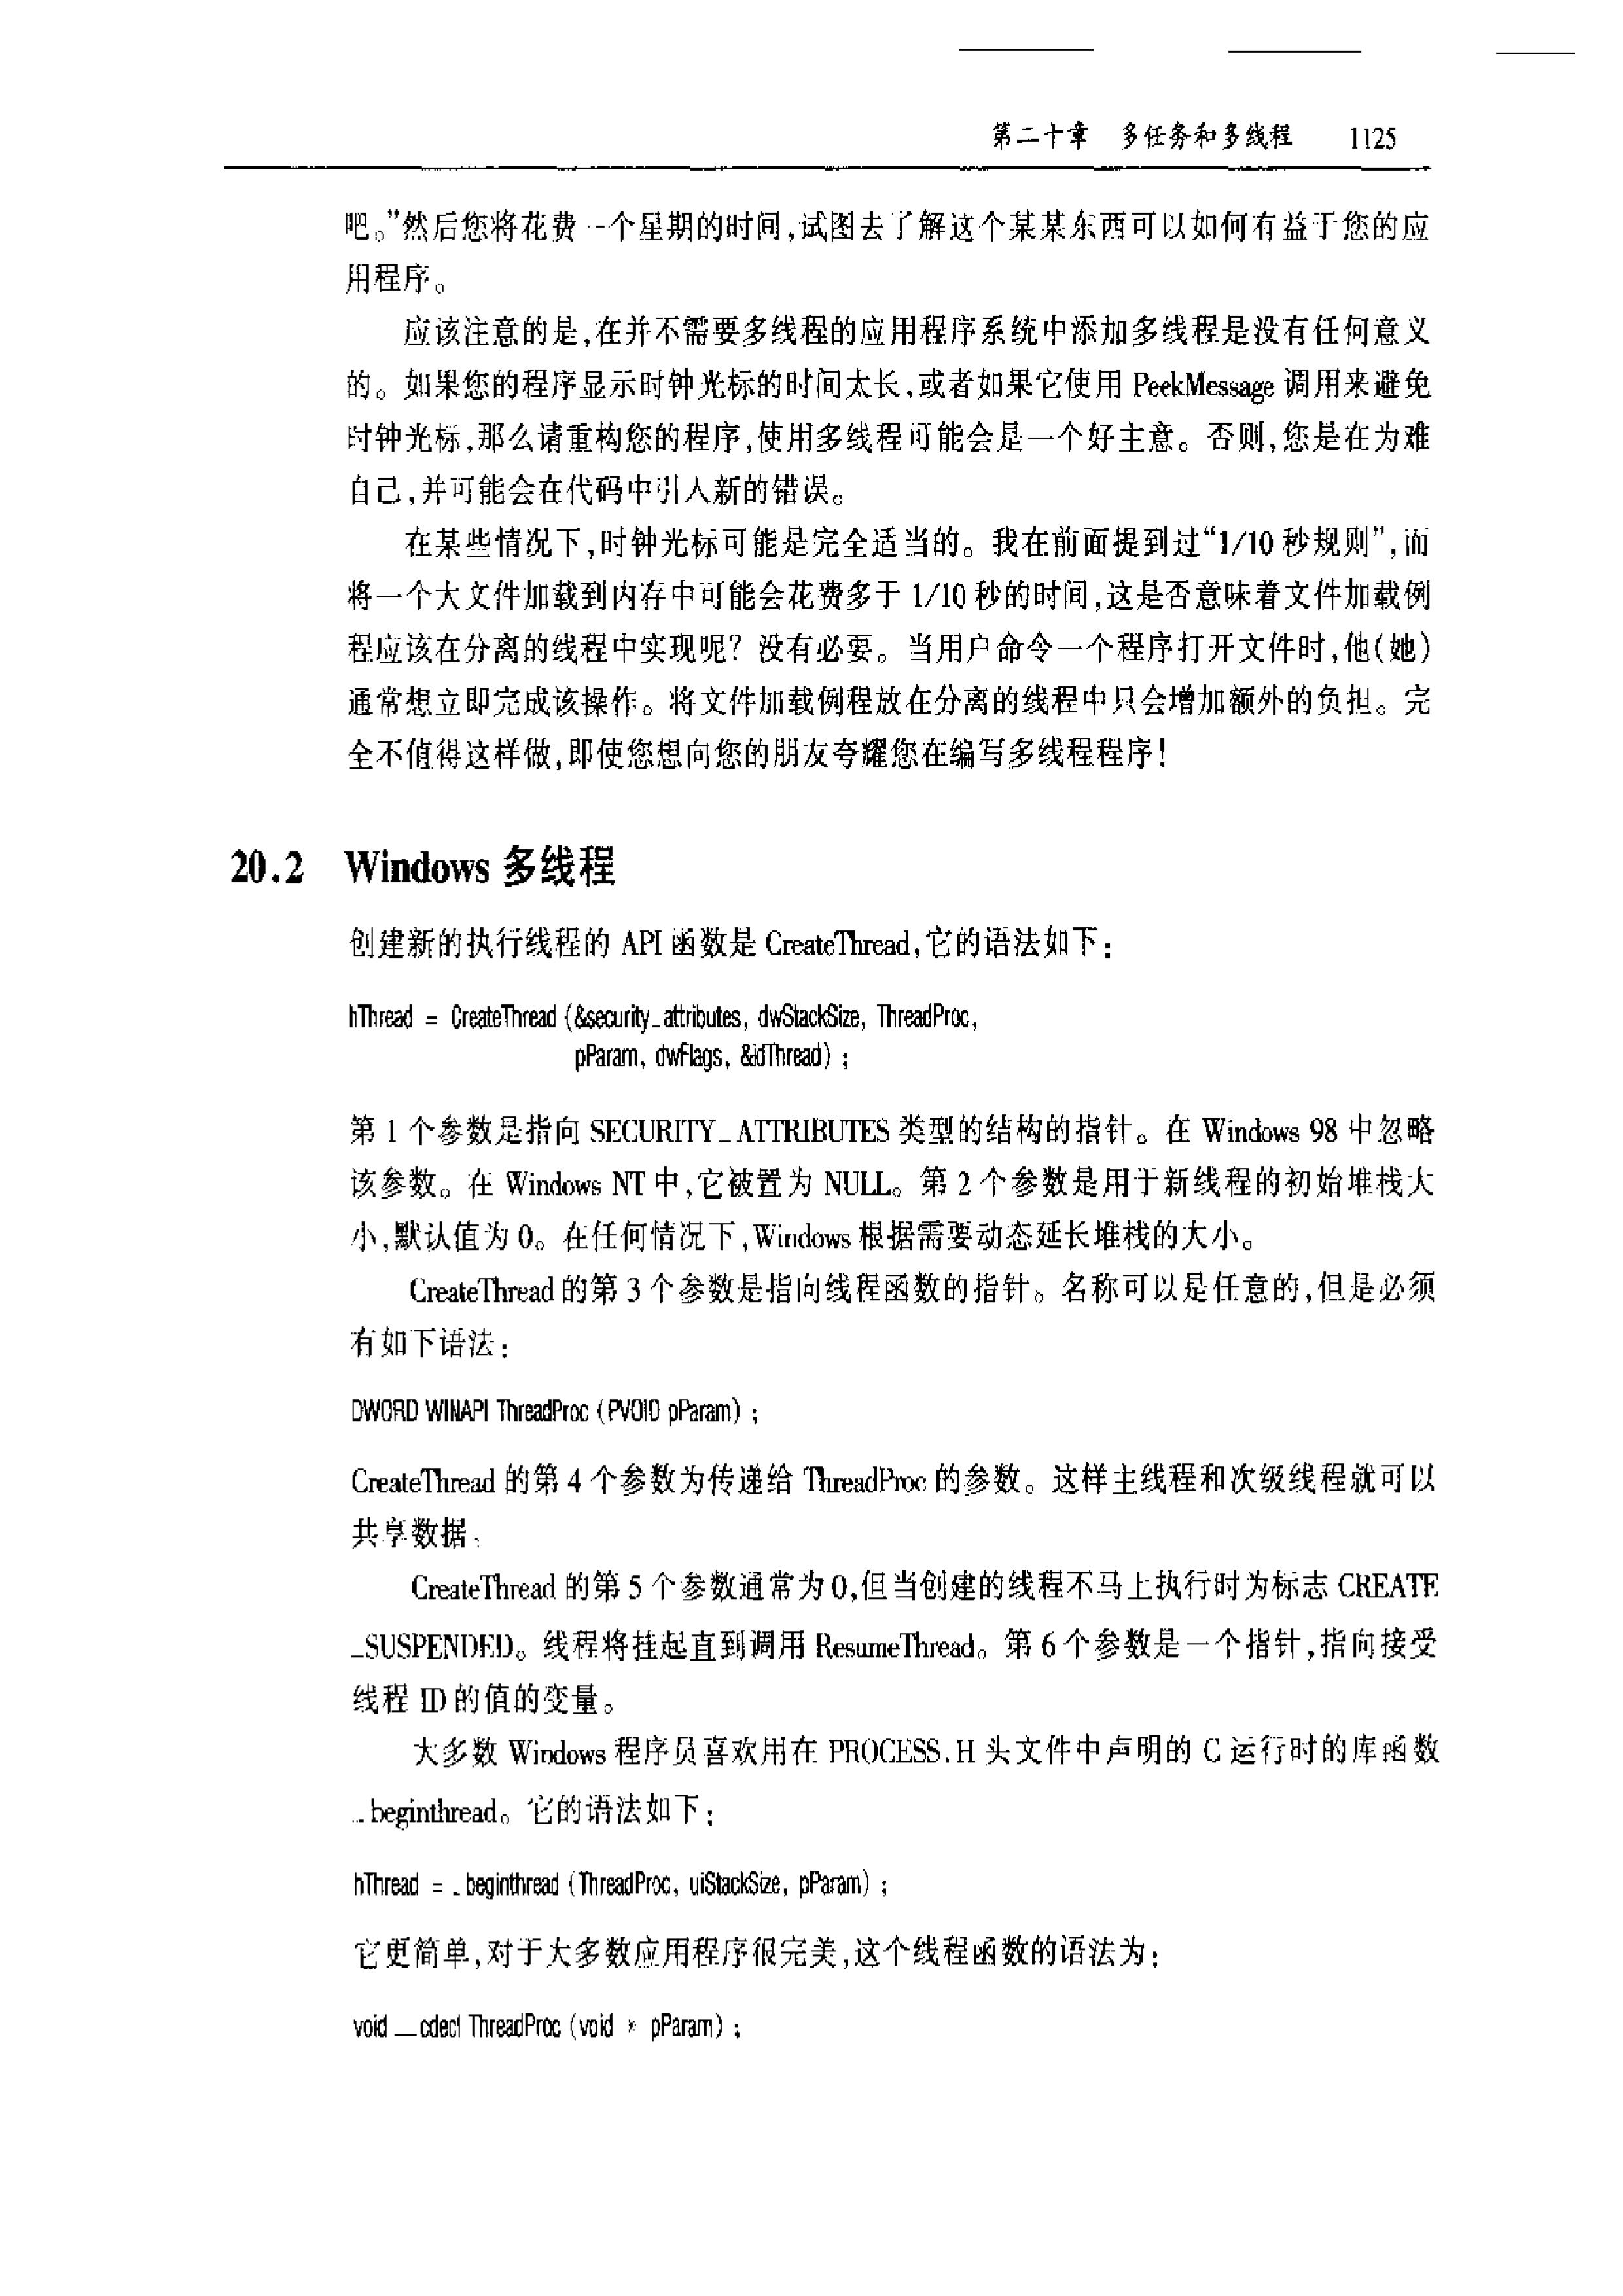 第二十章 多任务和多线程 1125
吧。”然后您将花费一个星期的时间,试图去了解这个某某东西可以如何有益于您的应
用程序。
应该注意的是,在并不需要多线程的应用程序系统中添加多线程是没有任何意义
的。如果您的程序显示时钟光标的时间太长,或者如果它使用 PeekMessage 调用来避免
时钟光标,那么请重构您的程序,使用多线程可能会是一个好主意。否则,您是在为难
自己,并可能会在代码中引入新的错误。
在某些情况下,时钟光标可能是完全适当的。我在前面提到过“1/10 秒规则”,而
将一个大文件加载到内存中可能会花费多于 1/10 秒的时间,这是否意味着文件加载例
程应该在分离的线程中实现呢? 没有必要。当用户命令一个程序打开文件时,他(她)
通常想立即完成该操作。将文件加载例程放在分离的线程中只会增加额外的负担。完
全不值得这样做,即使您想向您的朋友夸耀您在编写多线程程序!
20.2 Windows 多线程
创建新的执行线程的 API 函数是 CreateThread,它的语法如下:
hThread = CreateThread (&security_attributes, dwStackSize, ThreadProc,
pParam, dwFlags, &idThread) ;
第 1 个参数是指向 SECURITY_ATTRIBUTES 类型的结构的指针。在 Windows 98 中忽略
该参数。在 Windows NT 中,它被置为 NULL。第 2 个参数是用于新线程的初始堆栈大
小,默认值为 0。在任何情况下,Windows 根据需要动态延长堆栈的大小。
CreateThread 的第 3 个参数是指向线程函数的指针。名称可以是任意的,但是必须
有如下语法:
DWORD WINAPI ThreadProc (PVOID pParam) ;
CreateThread 的第 4 个参数为传递给 ThreadProc 的参数。这样主线程和次级线程就可以
共享数据。
CreateThread 的第 5 个参数通常为 0,但当创建的线程不马上执行时为标志 CREATE
_SUSPENDED。线程将挂起直到调用 ResumeThread。第 6 个参数是一个指针,指向接受
线程 ID 的值的变量。
大多数 Windows 程序员喜欢用在 PROCESS.H 头文件中声明的 C 运行时的库函数
_beginthread。它的语法如下:
hThread = _beginthread (ThreadProc, uiStackSize, pParam) ;
它更简单,对于大多数应用程序很完美,这个线程函数的语法为:
void __cdecl ThreadProc (void * pParam) ;